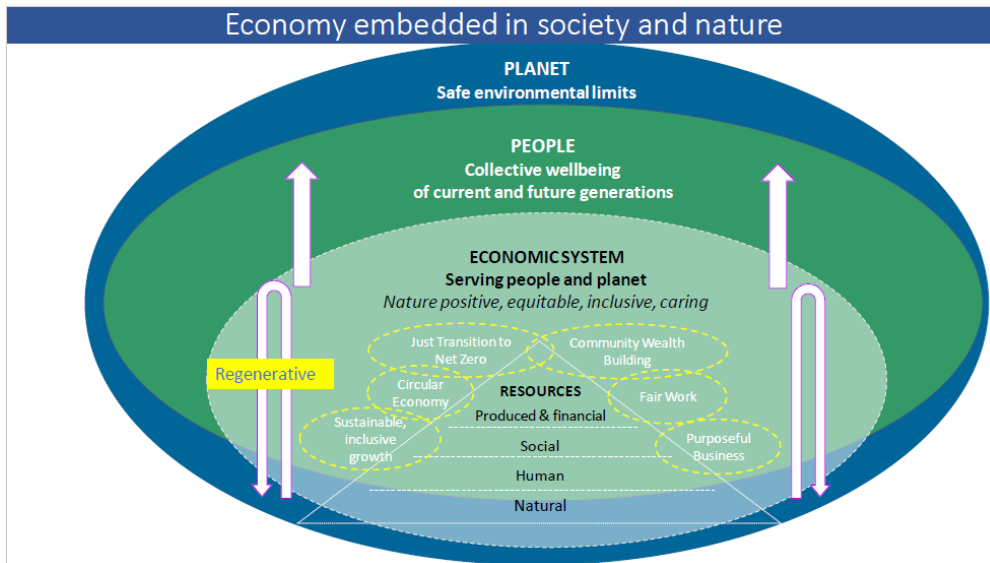 Economy embedded in society and nature
PLANET
Safe environmental limits
PEOPLE
Collective wellbeing
of current and future generations
ECONOMIC SYSTEM
Serving people and planet
Nature positive, equitable, inclusive, caring
Just Transition to
Net Zero
Community Wealth
Building
Regenerative
Circular
Economy
RESOURCES
Fair Work
Produced & financial
Sustainable,
inclusive
growth
Social
Purposeful
Business
Human
Natural